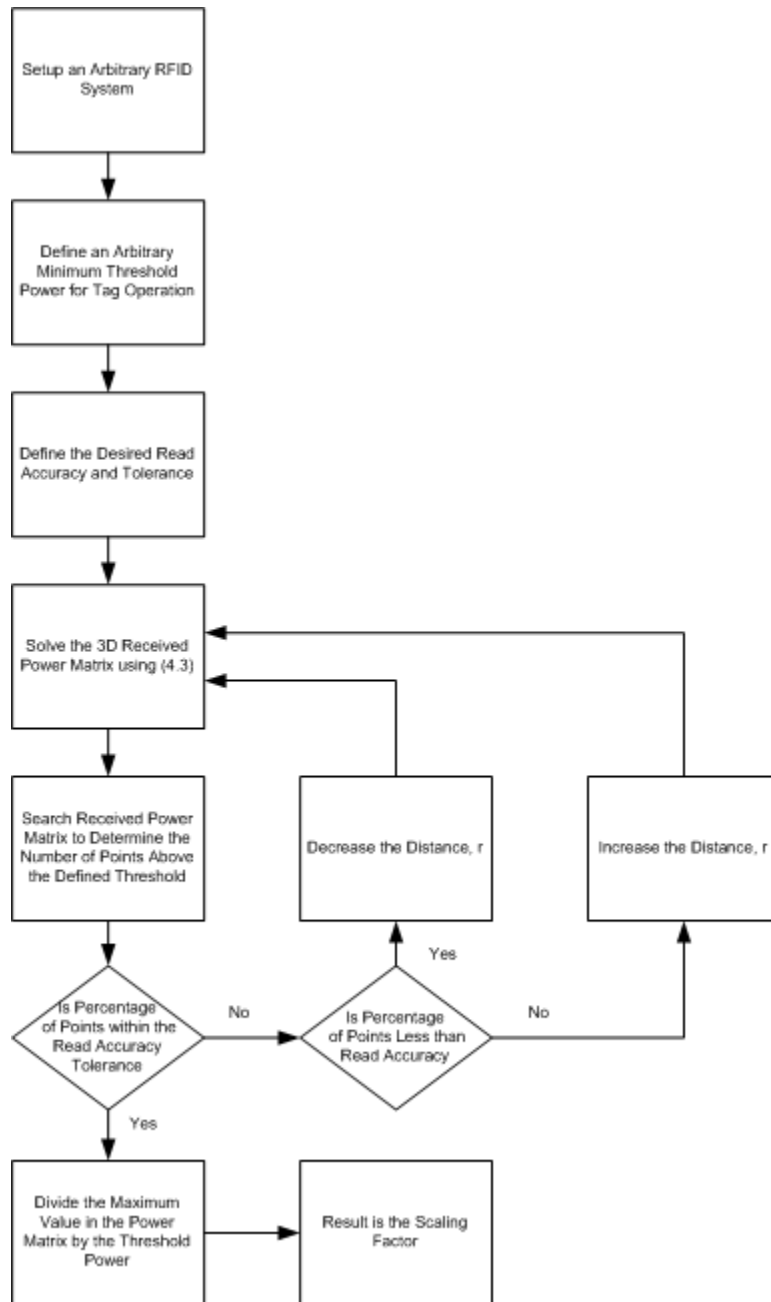 Setup an Arbitrary RFID
System
Define an Arbitrary
Minimum Threshold
Power for Tag Operation
Define the Desired Read
Accuracy and Tolerance
Solve the 3D Received
Power Matrix using (4.3)
Search Received Power
Matrix to Determine the
Number of Points Above
the Defined Threshold
Decrease the Distance, r
Increase the Distance, r
Yes
Is Percentage
of Points within the
Read Accuracy
Tolerance
No
Is Percentage
of Points Less than
Read Accuracy
No
Yes
Divide the Maximum
Value in the Power
Matrix by the Threshold
Power
Result is the Scaling
Factor